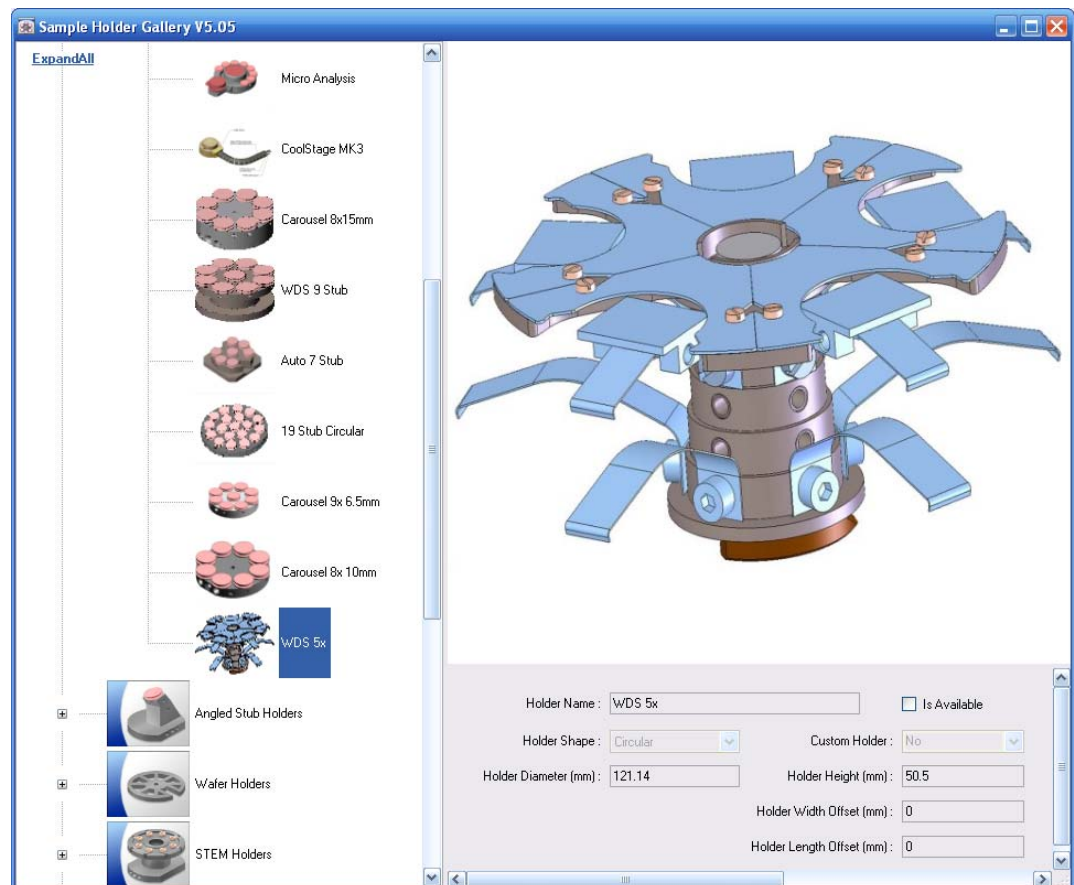 Sample Holder Gallery V5.05
ExpandAll
Micro Analysis
CoolStage MK3
Carousel 8x15mm
WDS 9 Stub
Auto 7 Stub
19 Stub Circular
Carousel 9x 6.5mm
Carousel 8x 10mm
WDS 5x
Angled Stub Holders
Wafer Holders
STEM Holders
Holder Name : WDS 5x Is Available
Holder Shape : Circular Custom Holder : No
Holder Diameter (mm) : 121.14 Holder Height (mm) : 50.5
Holder Width Offset (mm) : 0
Holder Length Offset (mm) : 0